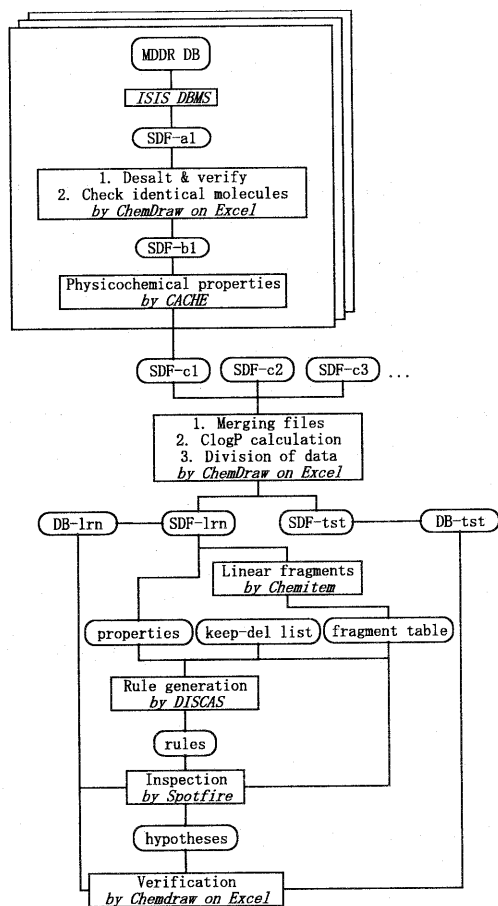 MDDR DB
ISIS DBMS
SDF-a1
1. Desalt & verify
2. Check identical molecules
by ChemDraw on Excel
SDF-b1
Physicochemical properties
by CACHE
SDF-c1 SDF-c2 SDF-c3 ...
1. Merging files
2. ClogP calculation
3. Division of data
by ChemDraw on Excel
DB-lrn SDF-lrn SDF-tst DB-tst
Linear fragments
by Chemitem
properties keep-del list fragment table
Rule generation
by DISCAS
rules
Inspection
by Spotfire
hypotheses
Verification
by Chemdraw on Excel